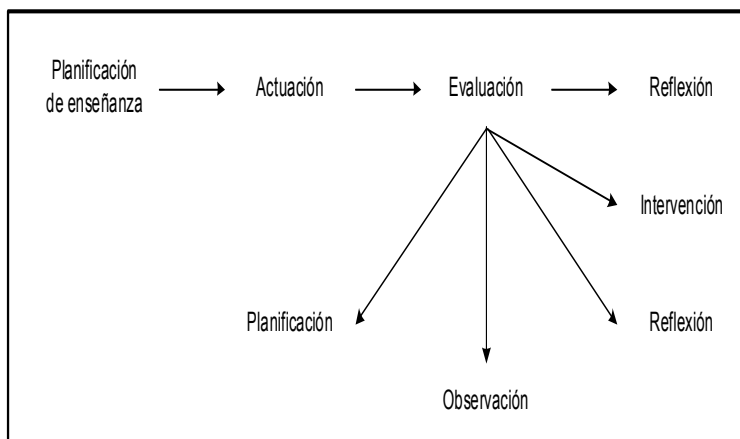 Planificación
de enseñanza
Actuación
Evaluación
Reflexión
Intervención
Planificación
Reflexión
Observación